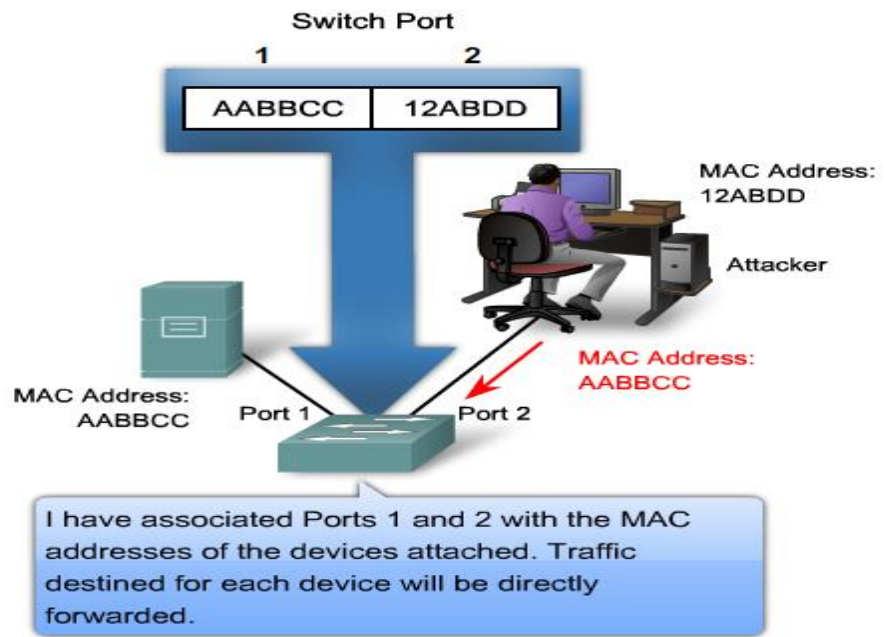 Switch Port
1 2
AABBCC 12ABDD
MAC Address:
12ABDD
Attacker
MAC Address:
AABBCC
MAC Address:
AABBCC
Port 1 Port 2
I have associated Ports 1 and 2 with the MAC
addresses of the devices attached. Traffic
destined for each device will be directly
forwarded.